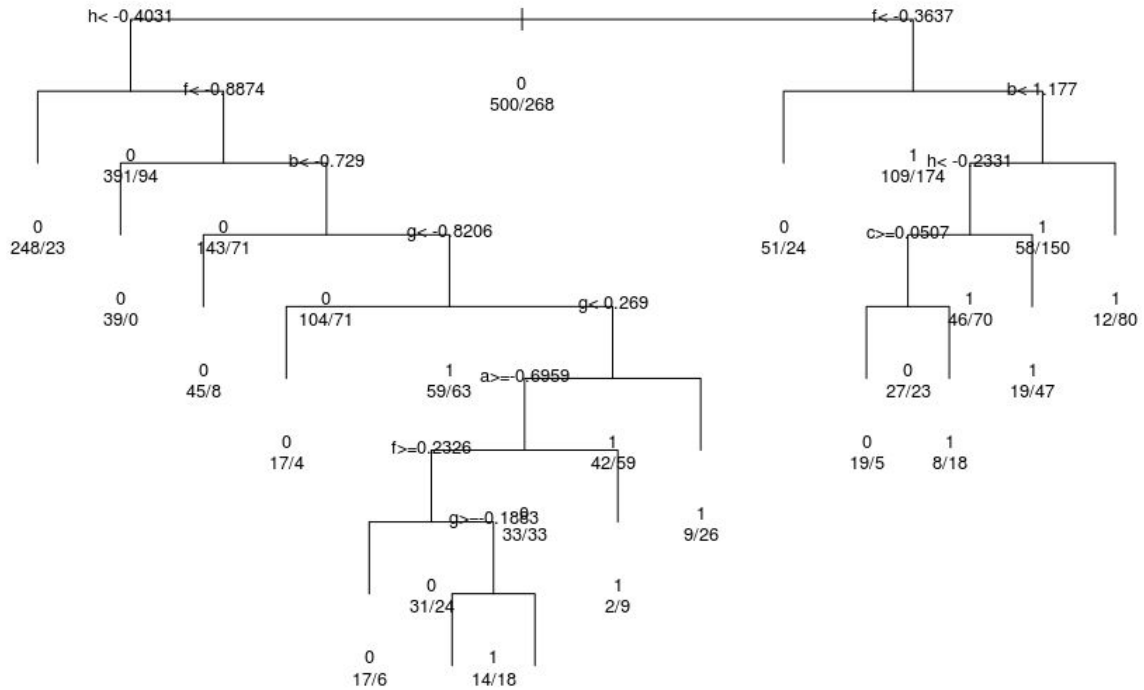 h< -0.4031 f< -0.3637
f< -0.8874 0 b< 1.177
500/268
0 b< -0.729 1 h< -0.2331
391/94 109/174
0 0 g< -0.8206 0 c>=0.0507 1
248/23 143/71 51/24 58/150
0 0 g< 0.269 1 1
39/0 104/71 46/70 12/80
0 1 a>=-0.6959 0 1
45/8 59/63 27/23 19/47
0 f>=0.2326 1 0 1
17/4 42/59 19/5 8/18
g>=-0.1883 0 1
33/33 9/26
0 1
31/24 2/9
0 1
17/6 14/18